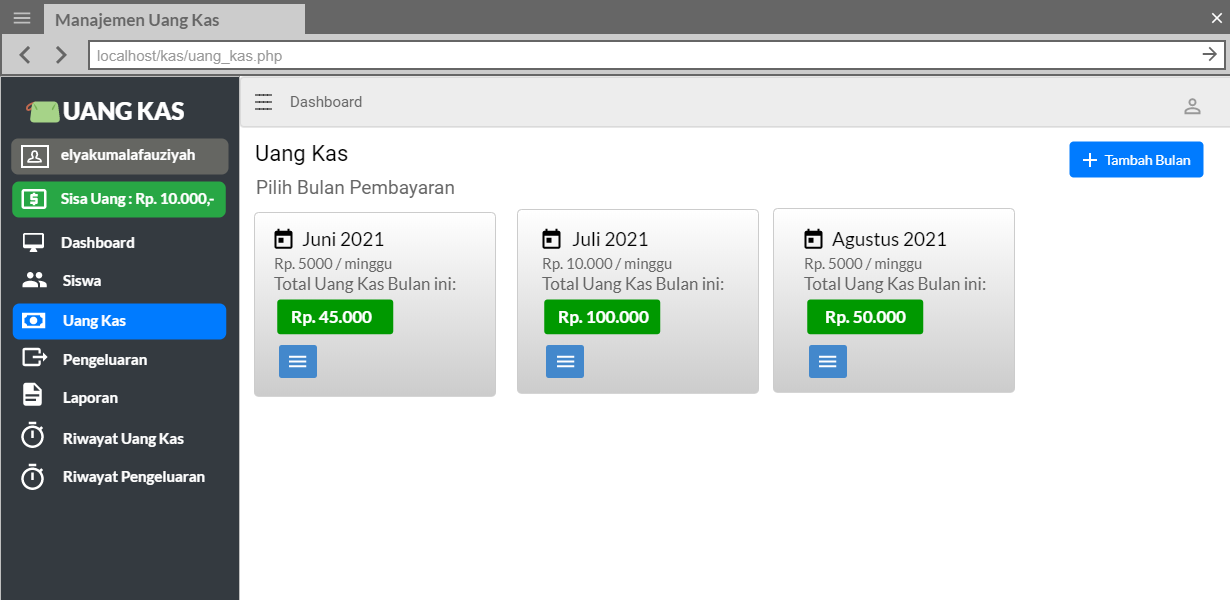 Manajemen Uang Kas
localhost/kas/uang_kas.php
UANG KAS
elyakumalafauziyah
Sisa Uang : Rp. 10.000,-
Dashboard
Siswa
Uang Kas
Pengeluaran
Laporan
Riwayat Uang Kas
Riwayat Pengeluaran
Dashboard
Uang Kas
Tambah Bulan
Pilih Bulan Pembayaran
Juni 2021
Rp. 5000 / minggu
Total Uang Kas Bulan ini:
Rp. 45.000
Juli 2021
Rp. 10.000 / minggu
Total Uang Kas Bulan ini:
Rp. 100.000
Agustus 2021
Rp. 5000 / minggu
Total Uang Kas Bulan ini:
Rp. 50.000